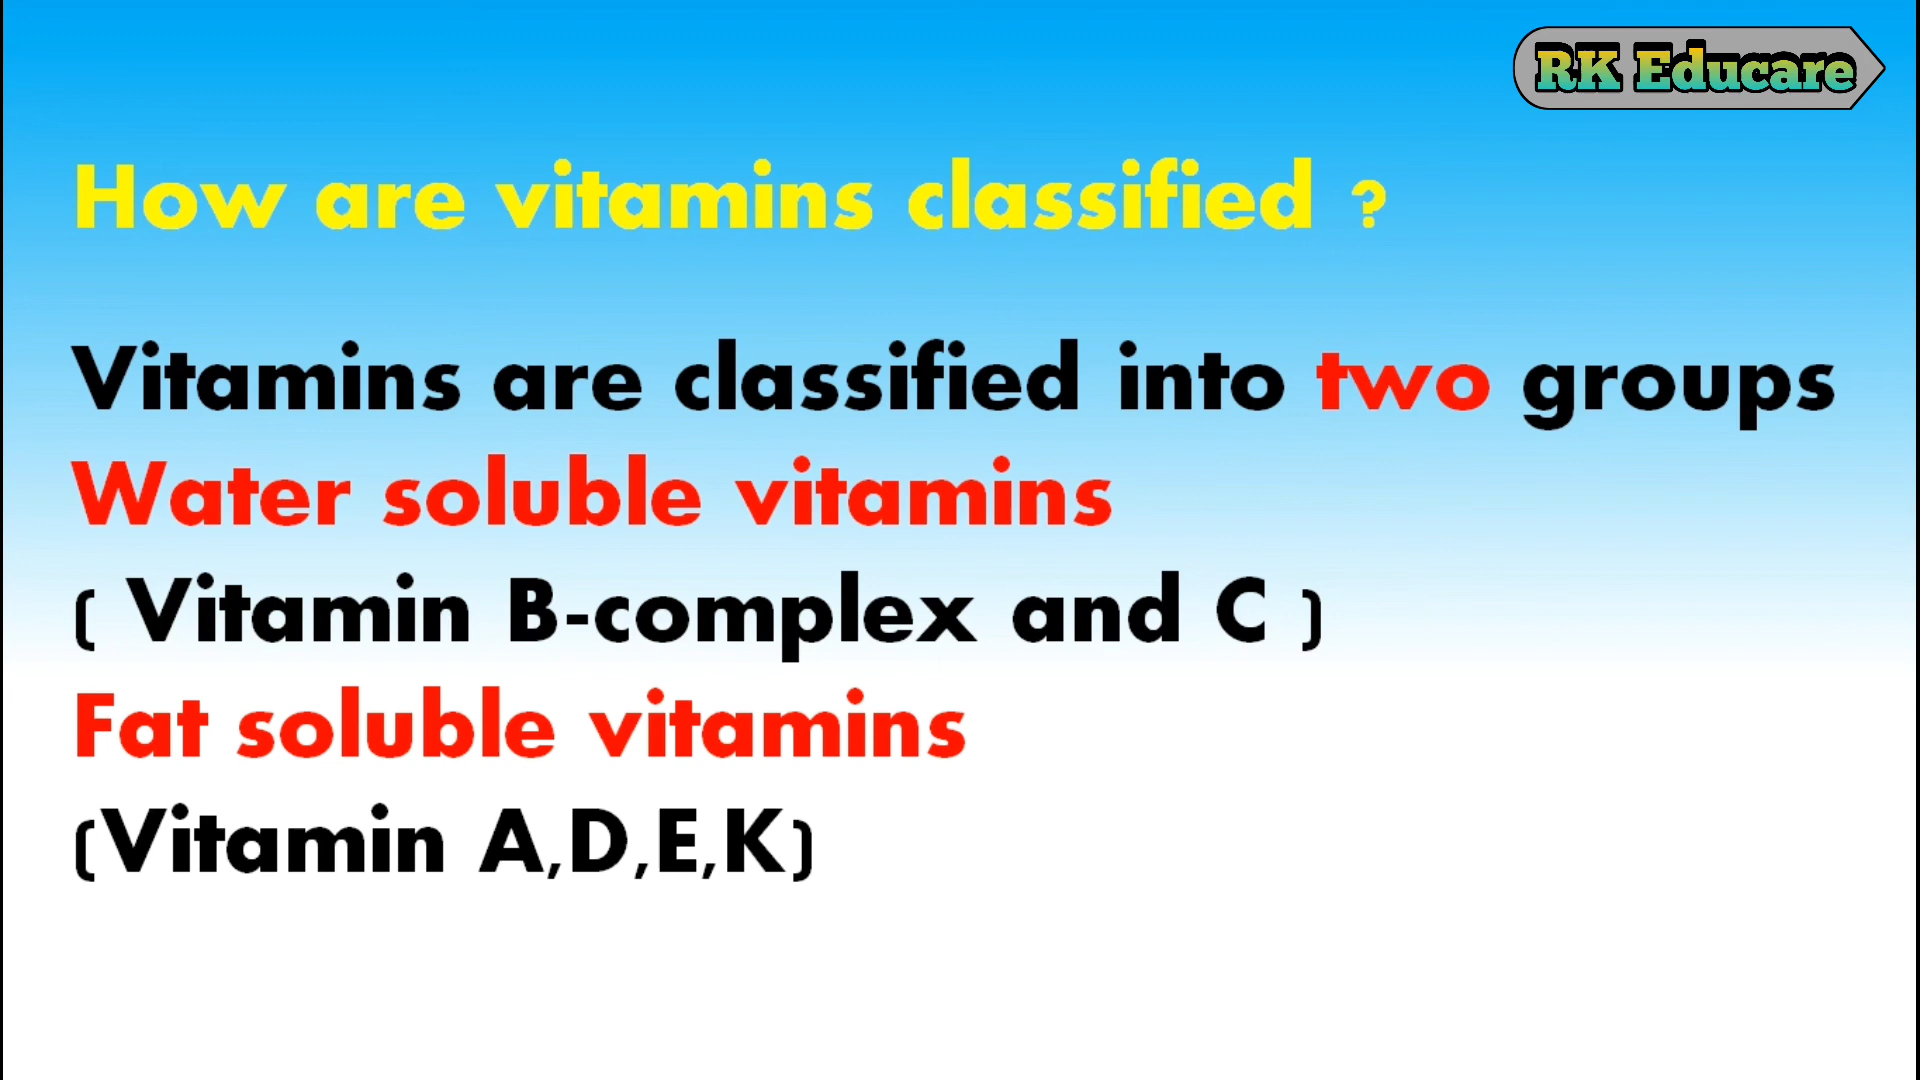 RK Educare
How are vitamins classified ?
Vitamins are classified into two groups
Water soluble vitamins
( Vitamin B-complex and C )
Fat soluble vitamins
(Vitamin A,D,E,K)